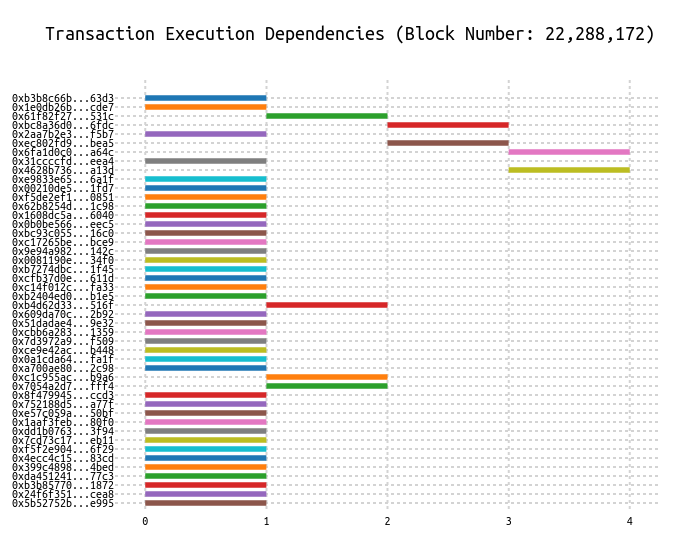 Transaction Execution Dependencies (Block Number: 22,288,172)
0xb3b8c66b...63d3
0x1e0db26b...cde7
0x61f82f27...531c
0xbc8a36d0...6fdc
0x2aa7b2e3...f5b7
0xec802fd9...bea5
0x6fa1d0c0...a64c
0x31ccccfd...eea4
0x4628b736...a13d
0xe9833e65...6a1f
0x00210de5...1fd7
0xf5de2ef1...0851
0x62b8254d...1c98
0x1608dc5a...6040
0x0b0be566...eec5
0xbc93c055...16c0
0xc17265be...bce9
0x9e94a982...142c
0x0081190e...34f0
0xb7274dbc...1f45
0xcfb37d0e...611d
0xc14f012c...fa33
0xb2404ed0...b1e5
0xb4d62d33...516f
0x609da70c...2b92
0x51dadae4...9e32
0xcbb6a283...1359
0x7d3972a9...f509
0xce9e42ac...b448
0x0a1cda64...fa1f
0xa700ae80...2c98
0xc1c955ac...b9a6
0x7054a2d7...fff4
0x8f479945...ccd3
0x752188d5...a77f
0xe57c059a...50bf
0x1aaf3feb...80f0
0xdd1b0763...3f94
0x7cd73c17...eb11
0xf5f2e904...6f29
0x4ecc4c15...83cd
0x399c4898...4bed
0xda451241...77c3
0xb3b85770...1872
0x24f6f351...cea8
0x5b52752b...e995
0 1 2 3 4